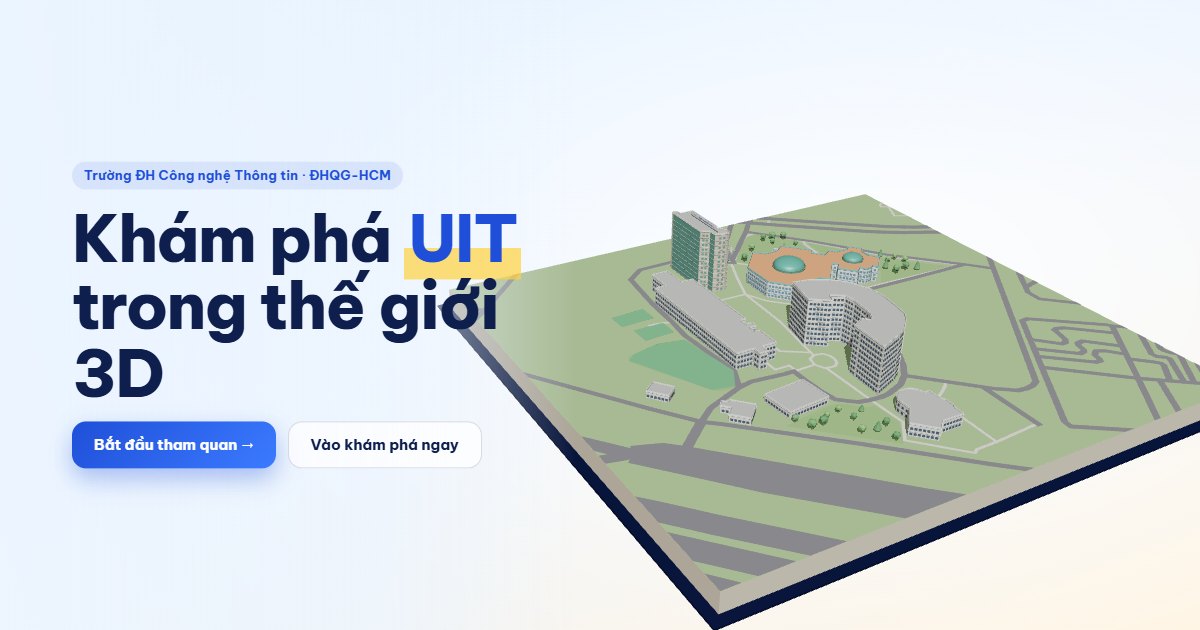 Trường ĐH Công nghệ Thông tin · ĐHQG-HCM
Khám phá UIT
trong thế giới
3D
Bắt đầu tham quan →
Vào khám phá ngay